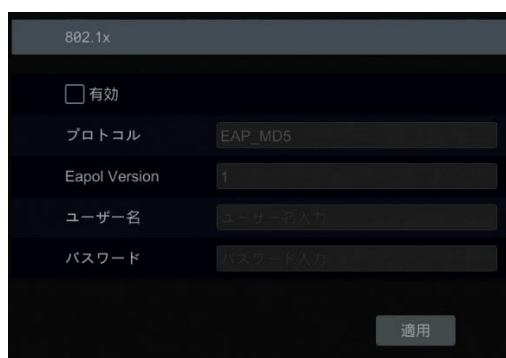 802.1x
有効
プロトコル EAP_MD5
Eapol Version 1
ユーザー名 ユーザー名入力
パスワード パスワード入力
適用